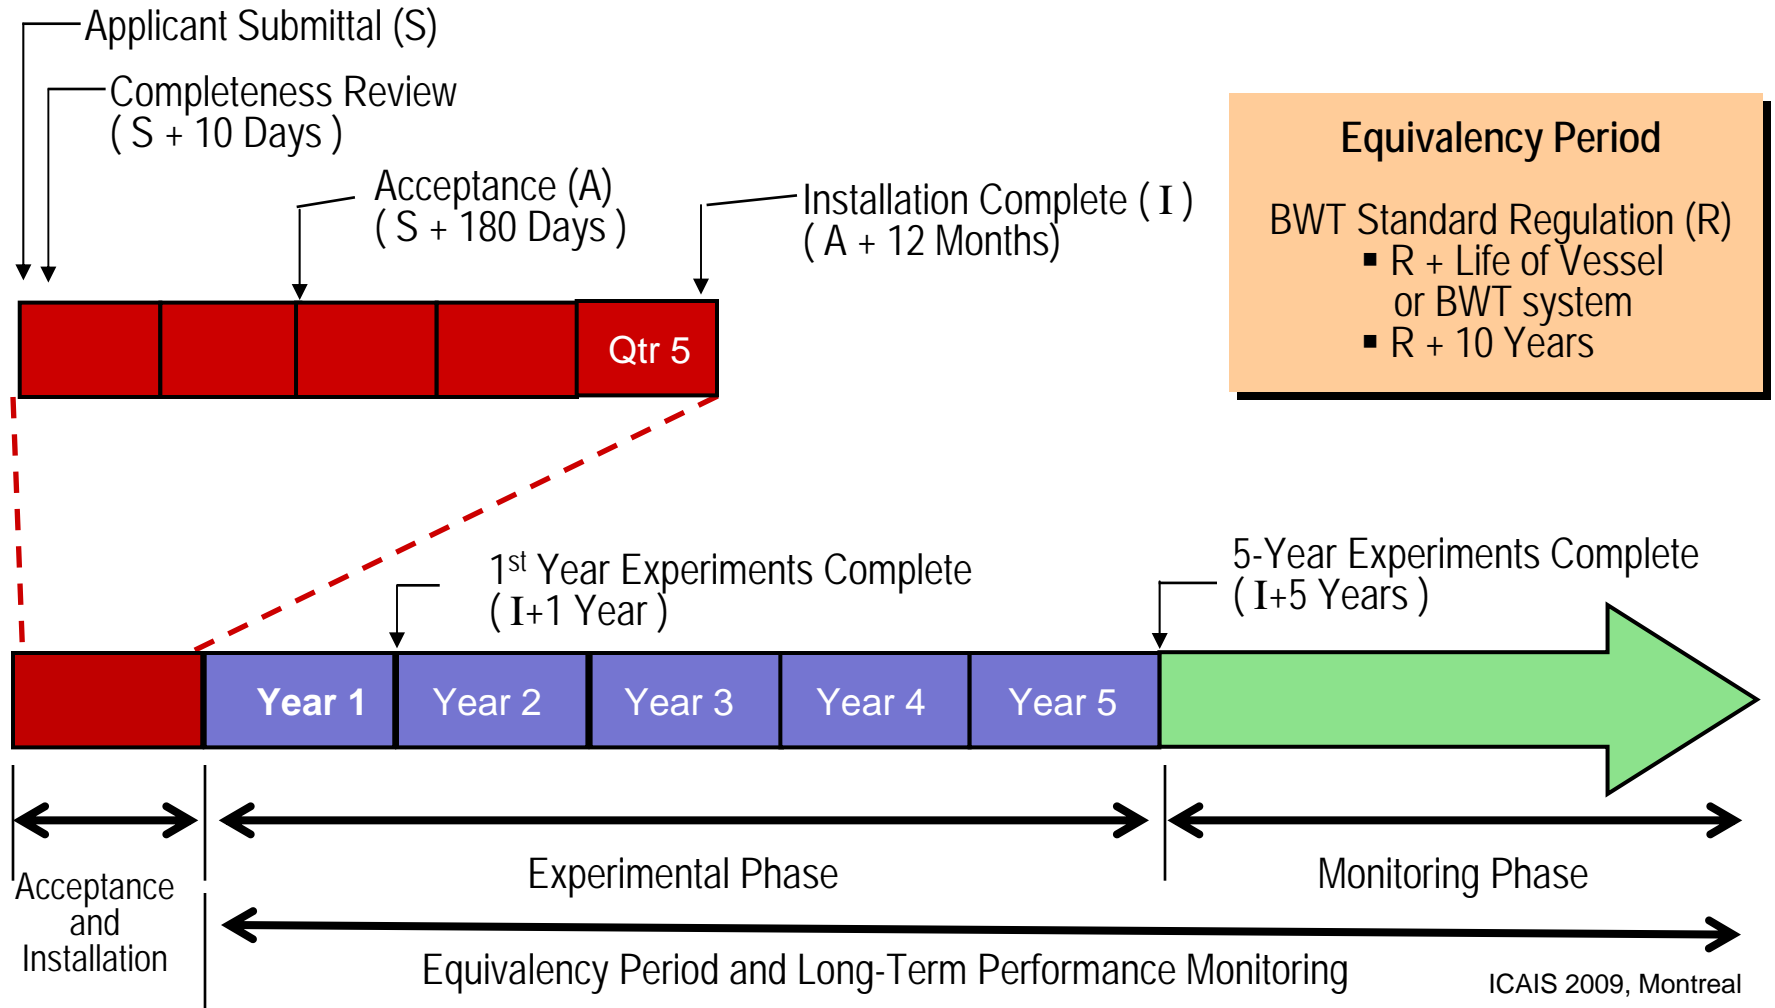 Applicant Submittal (S)
Completeness Review
( S + 10 Days )
Acceptance (A)
( S + 180 Days )
Installation Complete ( I )
( A + 12 Months)
Equivalency Period
BWT Standard Regulation (R)
▪ R + Life of Vessel
or BWT system
▪ R + 10 Years
Qtr 5
1st Year Experiments Complete
( I+1 Year )
5-Year Experiments Complete
( I+5 Years )
Year 1
Year 2
Year 3
Year 4
Year 5
Acceptance
and
Installation
Experimental Phase
Monitoring Phase
Equivalency Period and Long-Term Performance Monitoring
ICAIS 2009, Montreal